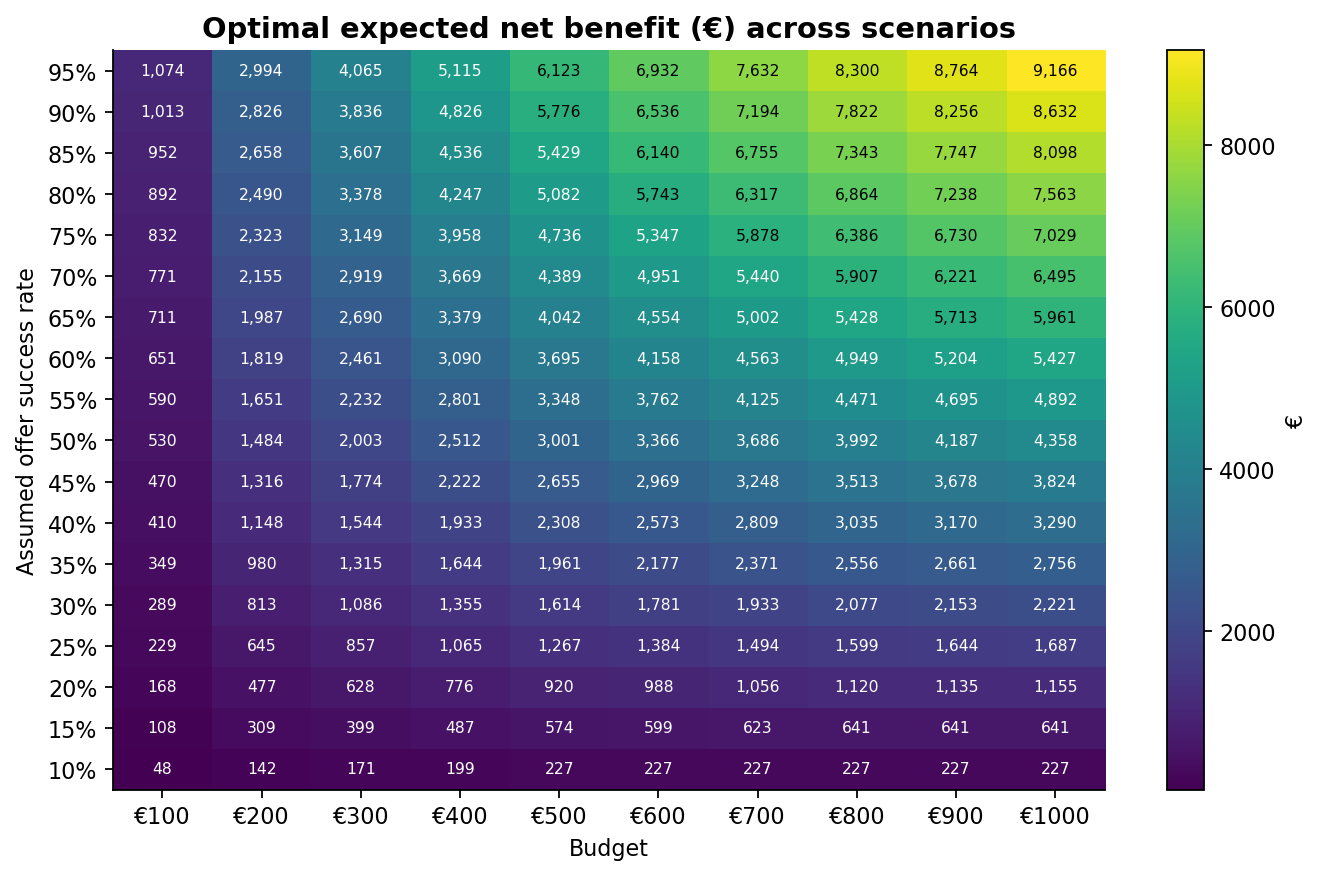 Optimal expected net benefit (€) across scenarios
95% 1,074 2,994 4,065 5,115 6,123 6,932 7,632 8,300 8,764 9,166
90% 1,013 2,826 3,836 4,826 5,776 6,536 7,194 7,822 8,256 8,632
85% 952 2,658 3,607 4,536 5,429 6,140 6,755 7,343 7,747 8,098
80% 892 2,490 3,378 4,247 5,082 5,743 6,317 6,864 7,238 7,563
75% 832 2,323 3,149 3,958 4,736 5,347 5,878 6,386 6,730 7,029
70% 771 2,155 2,919 3,669 4,389 4,951 5,440 5,907 6,221 6,495
65% 711 1,987 2,690 3,379 4,042 4,554 5,002 5,428 5,713 5,961
60% 651 1,819 2,461 3,090 3,695 4,158 4,563 4,949 5,204 5,427
55% 590 1,651 2,232 2,801 3,348 3,762 4,125 4,471 4,695 4,892
50% 530 1,484 2,003 2,512 3,001 3,366 3,686 3,992 4,187 4,358
45% 470 1,316 1,774 2,222 2,655 2,969 3,248 3,513 3,678 3,824
40% 410 1,148 1,544 1,933 2,308 2,573 2,809 3,035 3,170 3,290
35% 349 980 1,315 1,644 1,961 2,177 2,371 2,556 2,661 2,756
30% 289 813 1,086 1,355 1,614 1,781 1,933 2,077 2,153 2,221
25% 229 645 857 1,065 1,267 1,384 1,494 1,599 1,644 1,687
20% 168 477 628 776 920 988 1,056 1,120 1,135 1,155
15% 108 309 399 487 574 599 623 641 641 641
10% 48 142 171 199 227 227 227 227 227 227
€100 €200 €300 €400 €500 €600 €700 €800 €900 €1000
Budget
Assumed offer success rate
8000
6000
4000
2000
€